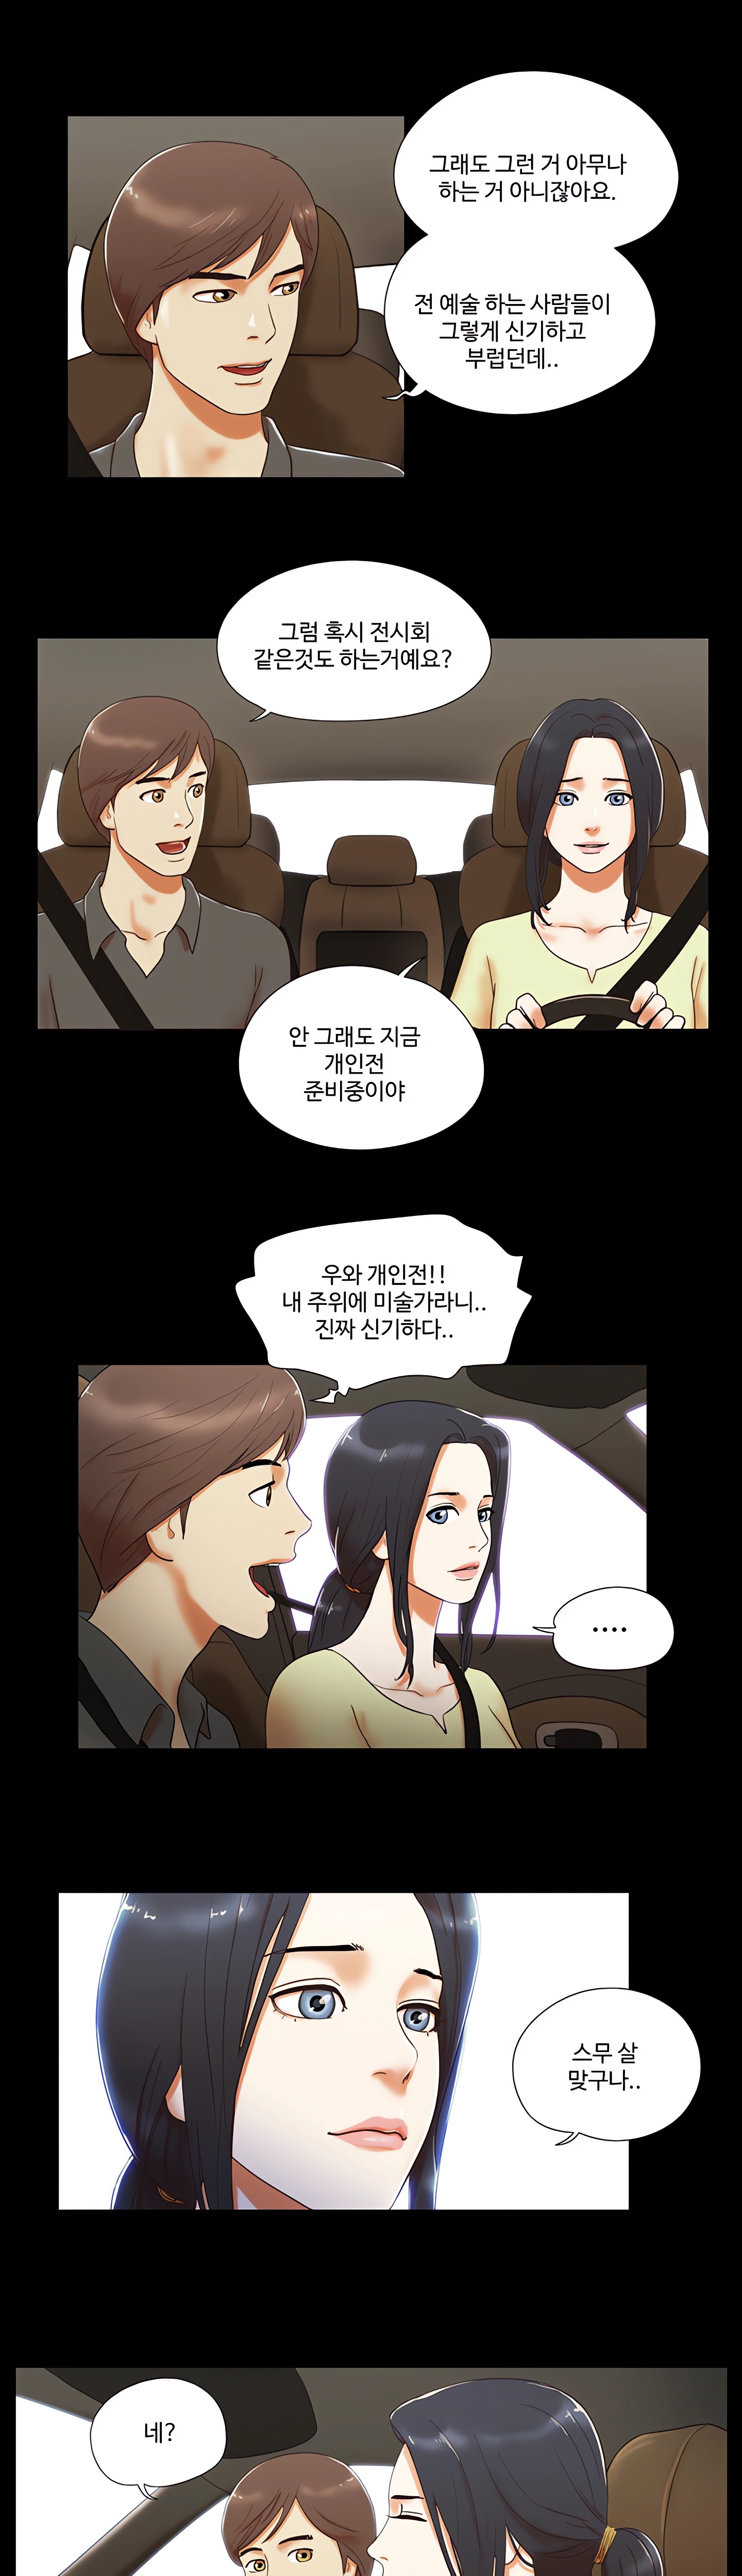 그래도 그런 거 아무나
하는 거 아니잖아요.
전 예술 하는 사람들이
그렇게 신기하고
부럽던데..
그럼 혹시 전시회
같은것도 하는거예요?
안 그래도 지금
개인전
준비중이야
우와 개인전!!
내 주위에 미술가라니..
진짜 신기하다..
....
스무 살
맞구나..
네?